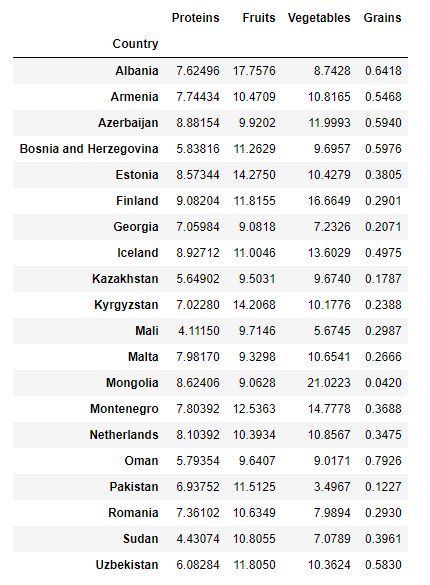 Proteins Fruits Vegetables Grains
Country
Albania 7.62496 17.7576 8.7428 0.6418
Armenia 7.74434 10.4709 10.8165 0.5468
Azerbaijan 8.88154 9.9202 11.9993 0.5940
Bosnia and Herzegovina 5.83816 11.2629 9.6957 0.5976
Estonia 8.57344 14.2750 10.4279 0.3805
Finland 9.08204 11.8155 16.6649 0.2901
Georgia 7.05984 9.0818 7.2326 0.2071
Iceland 8.92712 11.0046 13.6029 0.4975
Kazakhstan 5.64902 9.5031 9.6740 0.1787
Kyrgyzstan 7.02280 14.2068 10.1776 0.2388
Mali 4.11150 9.7146 5.6745 0.2987
Malta 7.98170 9.3298 10.6541 0.2666
Mongolia 8.62406 9.0628 21.0223 0.0420
Montenegro 7.80392 12.5363 14.7778 0.3688
Netherlands 8.10392 10.3934 10.8567 0.3475
Oman 5.79354 9.6407 9.0171 0.7926
Pakistan 6.93752 11.5125 3.4967 0.1227
Romania 7.36102 10.6349 7.9894 0.2930
Sudan 4.43074 10.8055 7.0789 0.3961
Uzbekistan 6.08284 11.8050 10.3624 0.5830